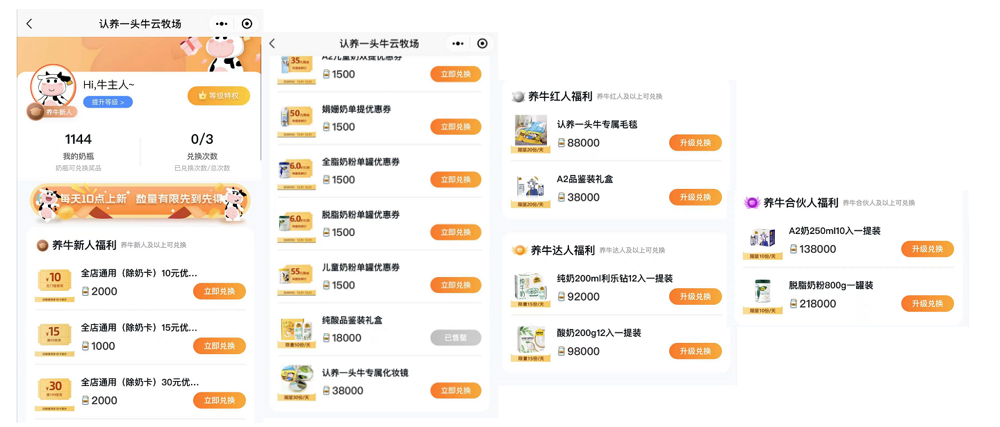 认养一头牛云牧场
Hi,牛主人~
提升等级 >
等级特权
养牛新人
1144
0/3
我的奶瓶
兑换次数
奶瓶可兑换奖品
已兑换次数/总次数
每天10点上新 数量有限先到先得
养牛新人福利 养牛新人及以上可兑换
¥10
无门槛使用
全店通用（除奶卡）10元优...
2000
立即兑换
¥15
满99使用
全店通用（除奶卡）15元优...
1000
立即兑换
¥30
满199使用
全店通用（除奶卡）30元优...
2000
立即兑换
认养一头牛云牧场
35
A2儿童奶双提优惠券
1500
立即兑换
50
娟姗奶单提优惠券
1500
立即兑换
6.0
全脂奶粉单罐优惠券
1500
立即兑换
6.0
脱脂奶粉单罐优惠券
1500
立即兑换
55
儿童奶粉单罐优惠券
1500
立即兑换
纯酸品鉴装礼盒
18000
已售罄
限量50份/天
认养一头牛专属化妆镜
38000
立即兑换
限量30份/天
养牛红人福利 养牛红人及以上可兑换
认养一头牛专属毛毯
88000
升级兑换
限量20份/天
A2品鉴装礼盒
38000
升级兑换
限量20份/天
养牛达人福利 养牛达人及以上可兑换
纯牛奶
纯奶200ml利乐钻12入一提装
92000
升级兑换
限量15份/天
酸奶200g12入一提装
98000
升级兑换
限量15份/天
养牛合伙人福利 养牛合伙人及以上可兑换
A2奶250ml10入一提装
138000
升级兑换
限量10份/天
脱脂奶粉800g一罐装
218000
升级兑换
限量10份/天